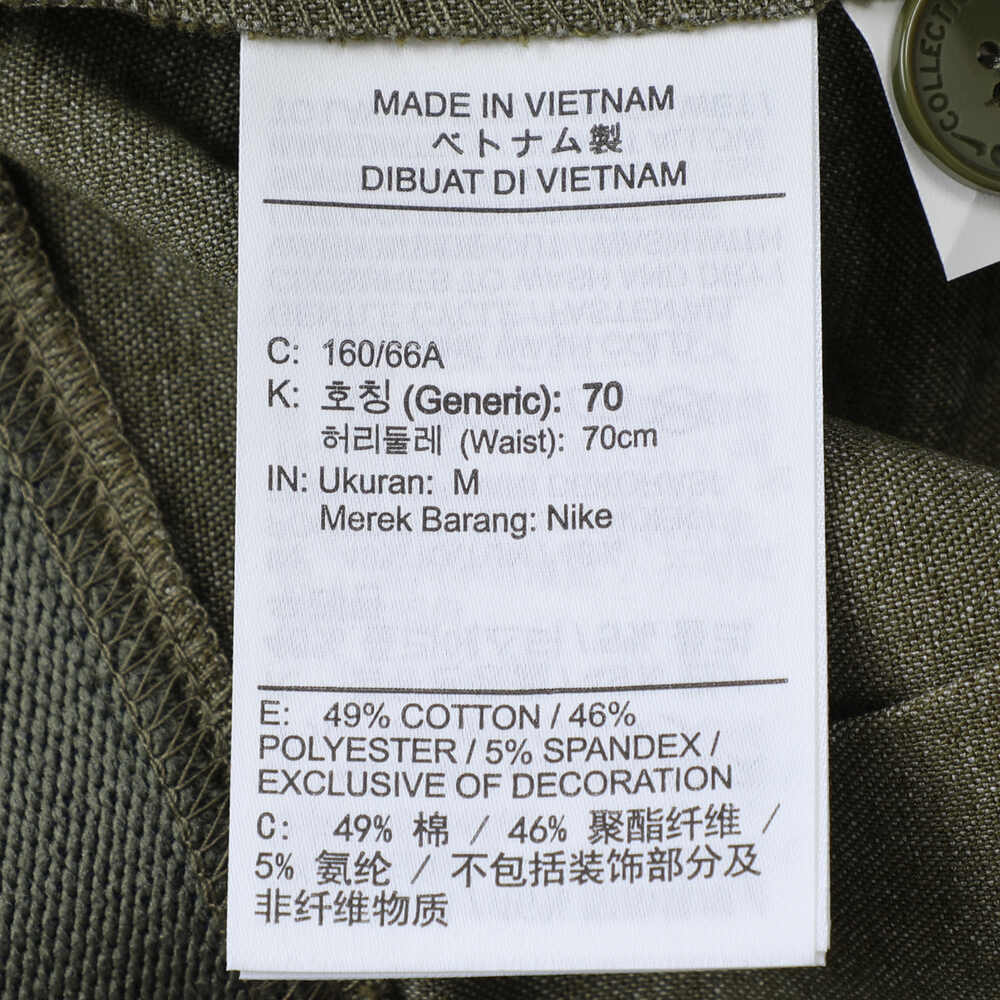 MADE IN VIETNAM
ベトナム製
DIBUAT DI VIETNAM
C: 160/66A
K: 호칭 (Generic): 70
허리둘레 (Waist): 70cm
IN: Ukuran: M
Merek Barang: Nike
E: 49% COTTON / 46%
POLYESTER / 5% SPANDEX /
EXCLUSIVE OF DECORATION
C: 49% 棉 / 46% 聚酯纤维 /
5% 氨纶 / 不包括装饰部分及
非纤维物质